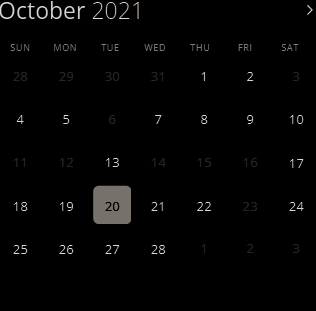 October 2021
SUN MON TUE WED THU FRI SAT
28 29 30 31 1 2 3
4 5 6 7 8 9 10
11 12 13 14 15 16 17
18 19 20 21 22 23 24
25 26 27 28 1 2 3